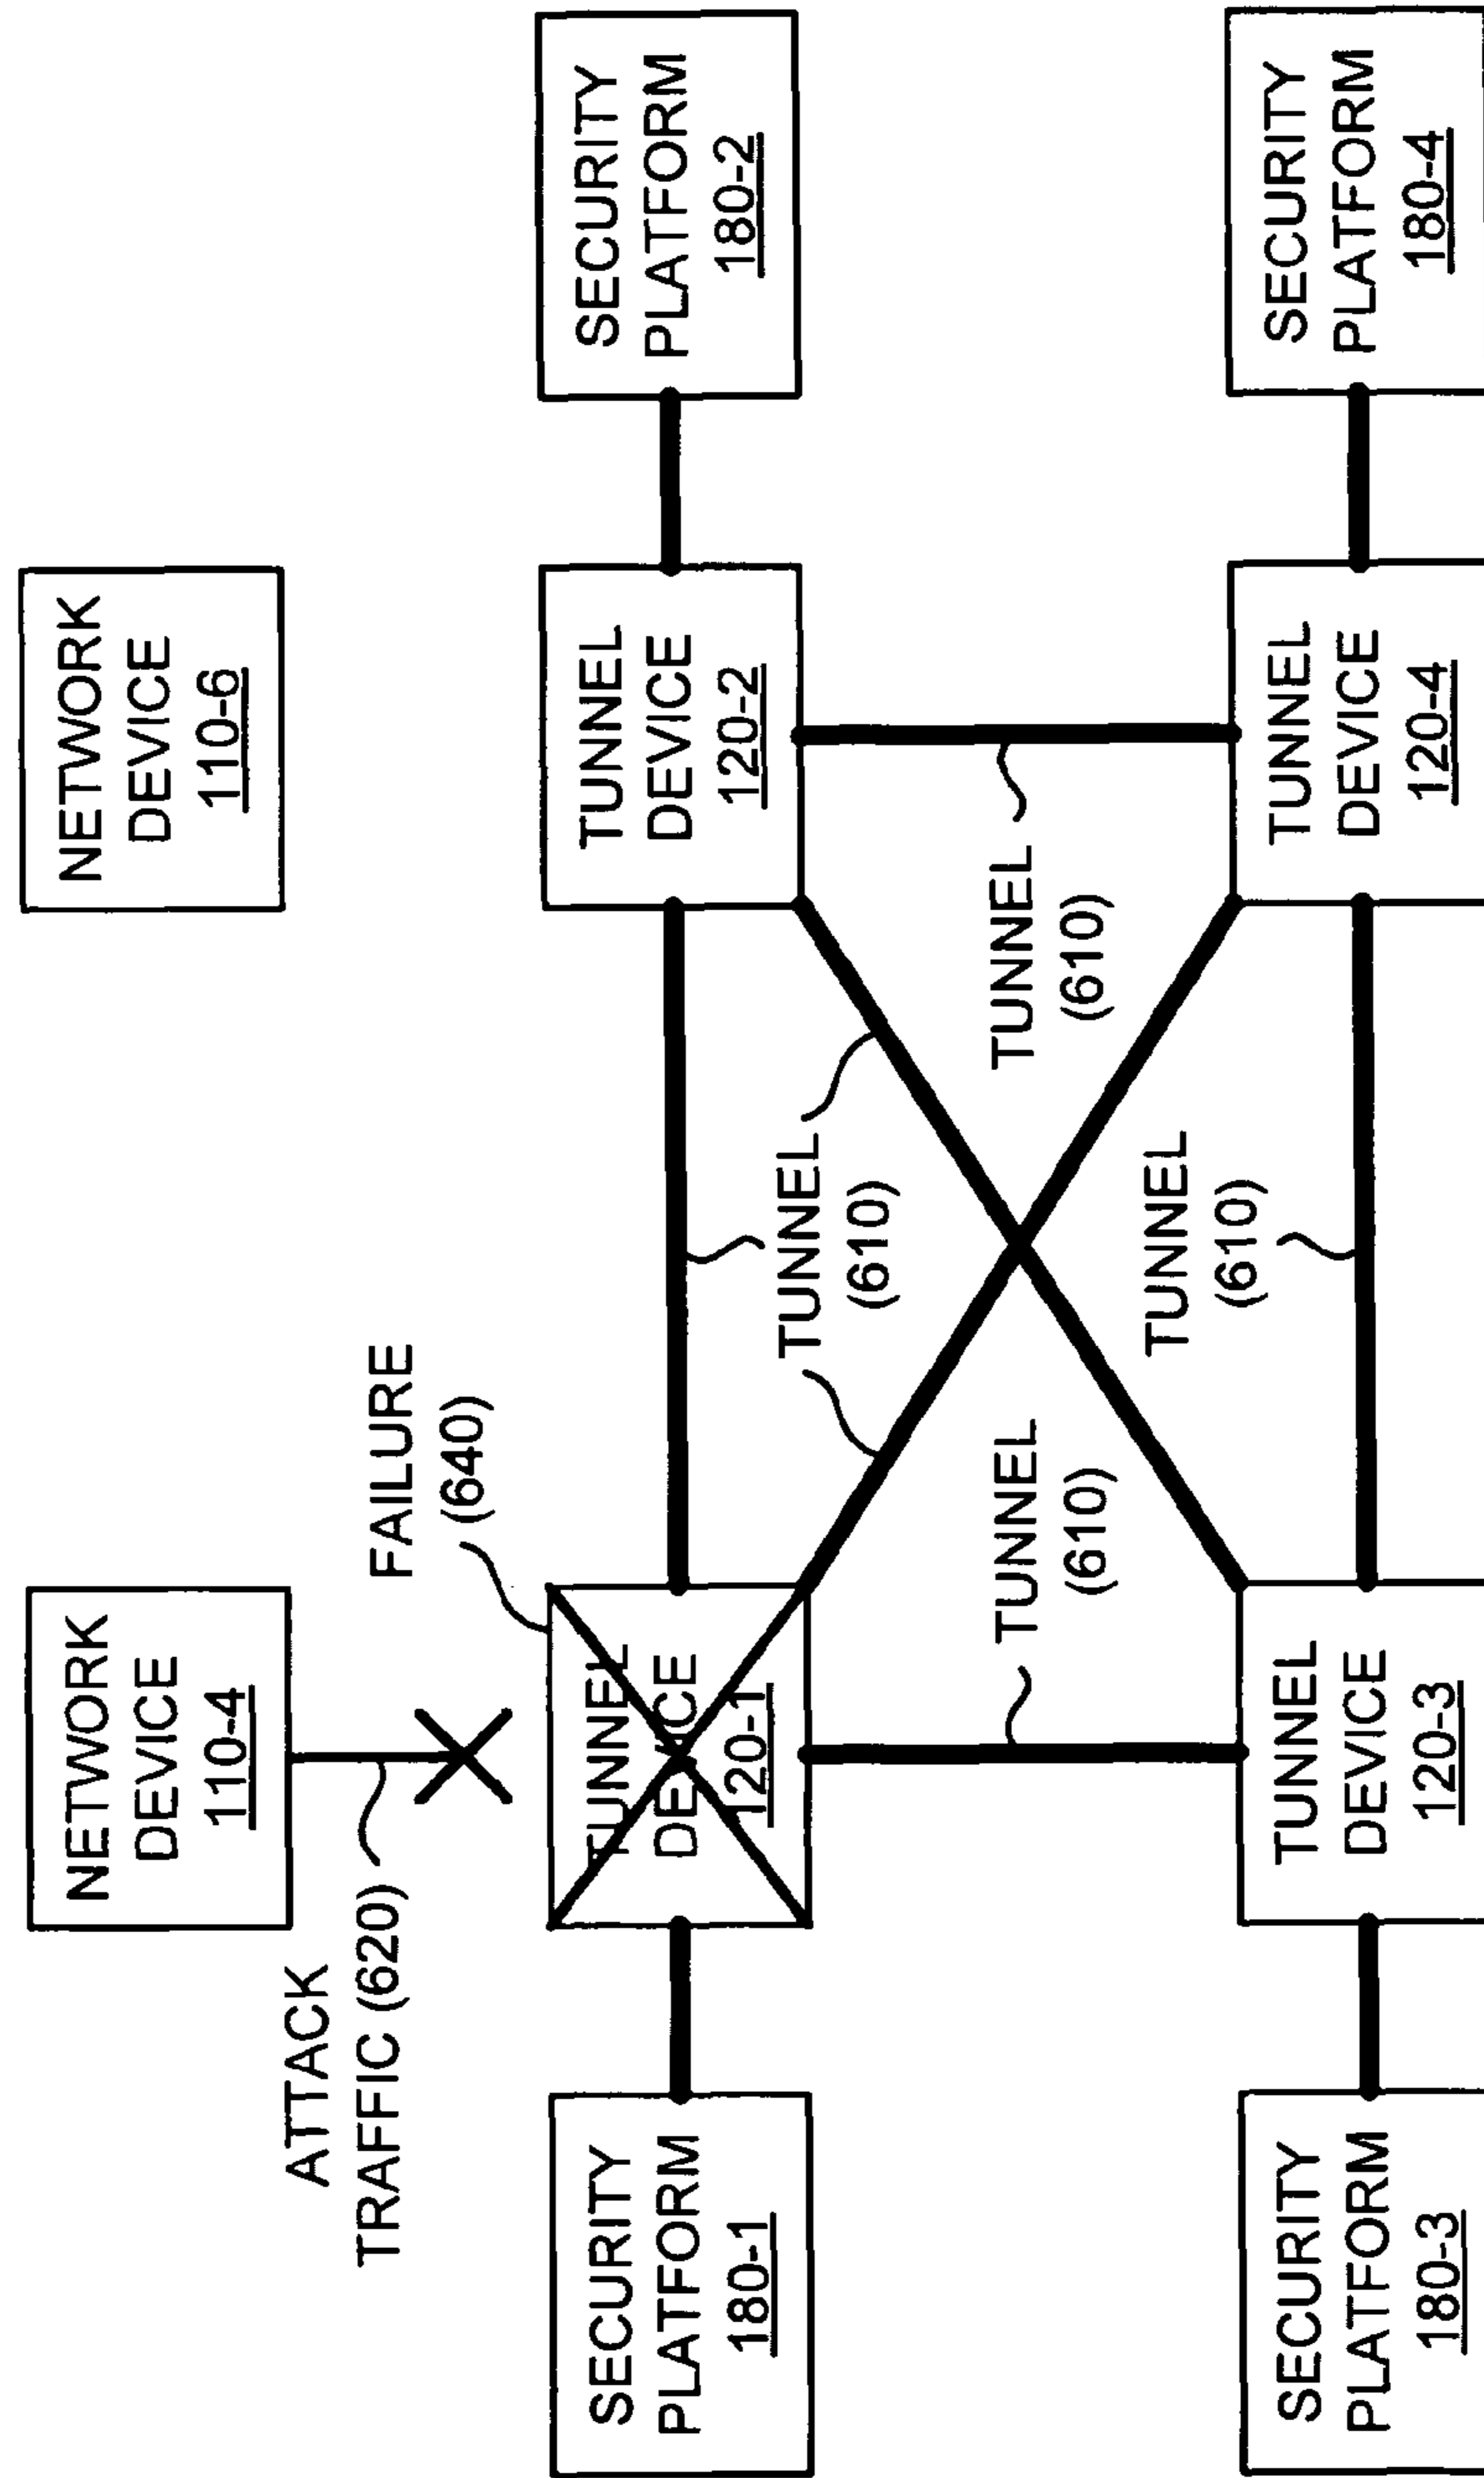 NETWORK
DEVICE
110-4
NETWORK
DEVICE
110-6
ATTACK
TRAFFIC (620)
FAILURE
(640)
SECURITY
PLATFORM
180-1
TUNNEL
DEVICE
120-1
TUNNEL
DEVICE
120-2
SECURITY
PLATFORM
180-2
TUNNEL
(610)
TUNNEL
(610)
TUNNEL
(610)
TUNNEL
(610)
SECURITY
PLATFORM
180-3
TUNNEL
DEVICE
120-3
TUNNEL
DEVICE
120-4
SECURITY
PLATFORM
180-4